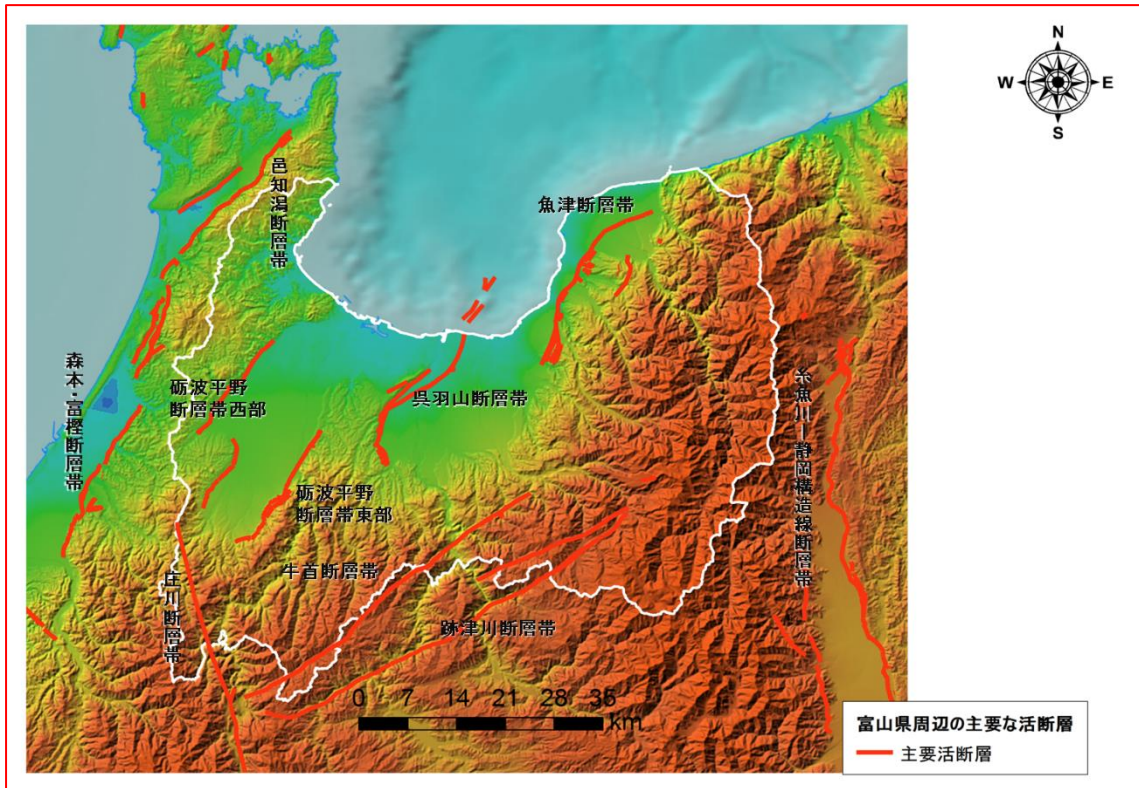 N
W
E
S
邑知潟断層帯
魚津断層帯
森本・富樫断層帯
砺波平野
断層帯西部
呉羽山断層帯
糸魚川ー静岡構造線断層帯
砺波平野
断層帯東部
牛首断層帯
庄川断層帯
跡津川断層帯
0 7 14 21 28 35
km
富山県周辺の主要な活断層
主要活断層